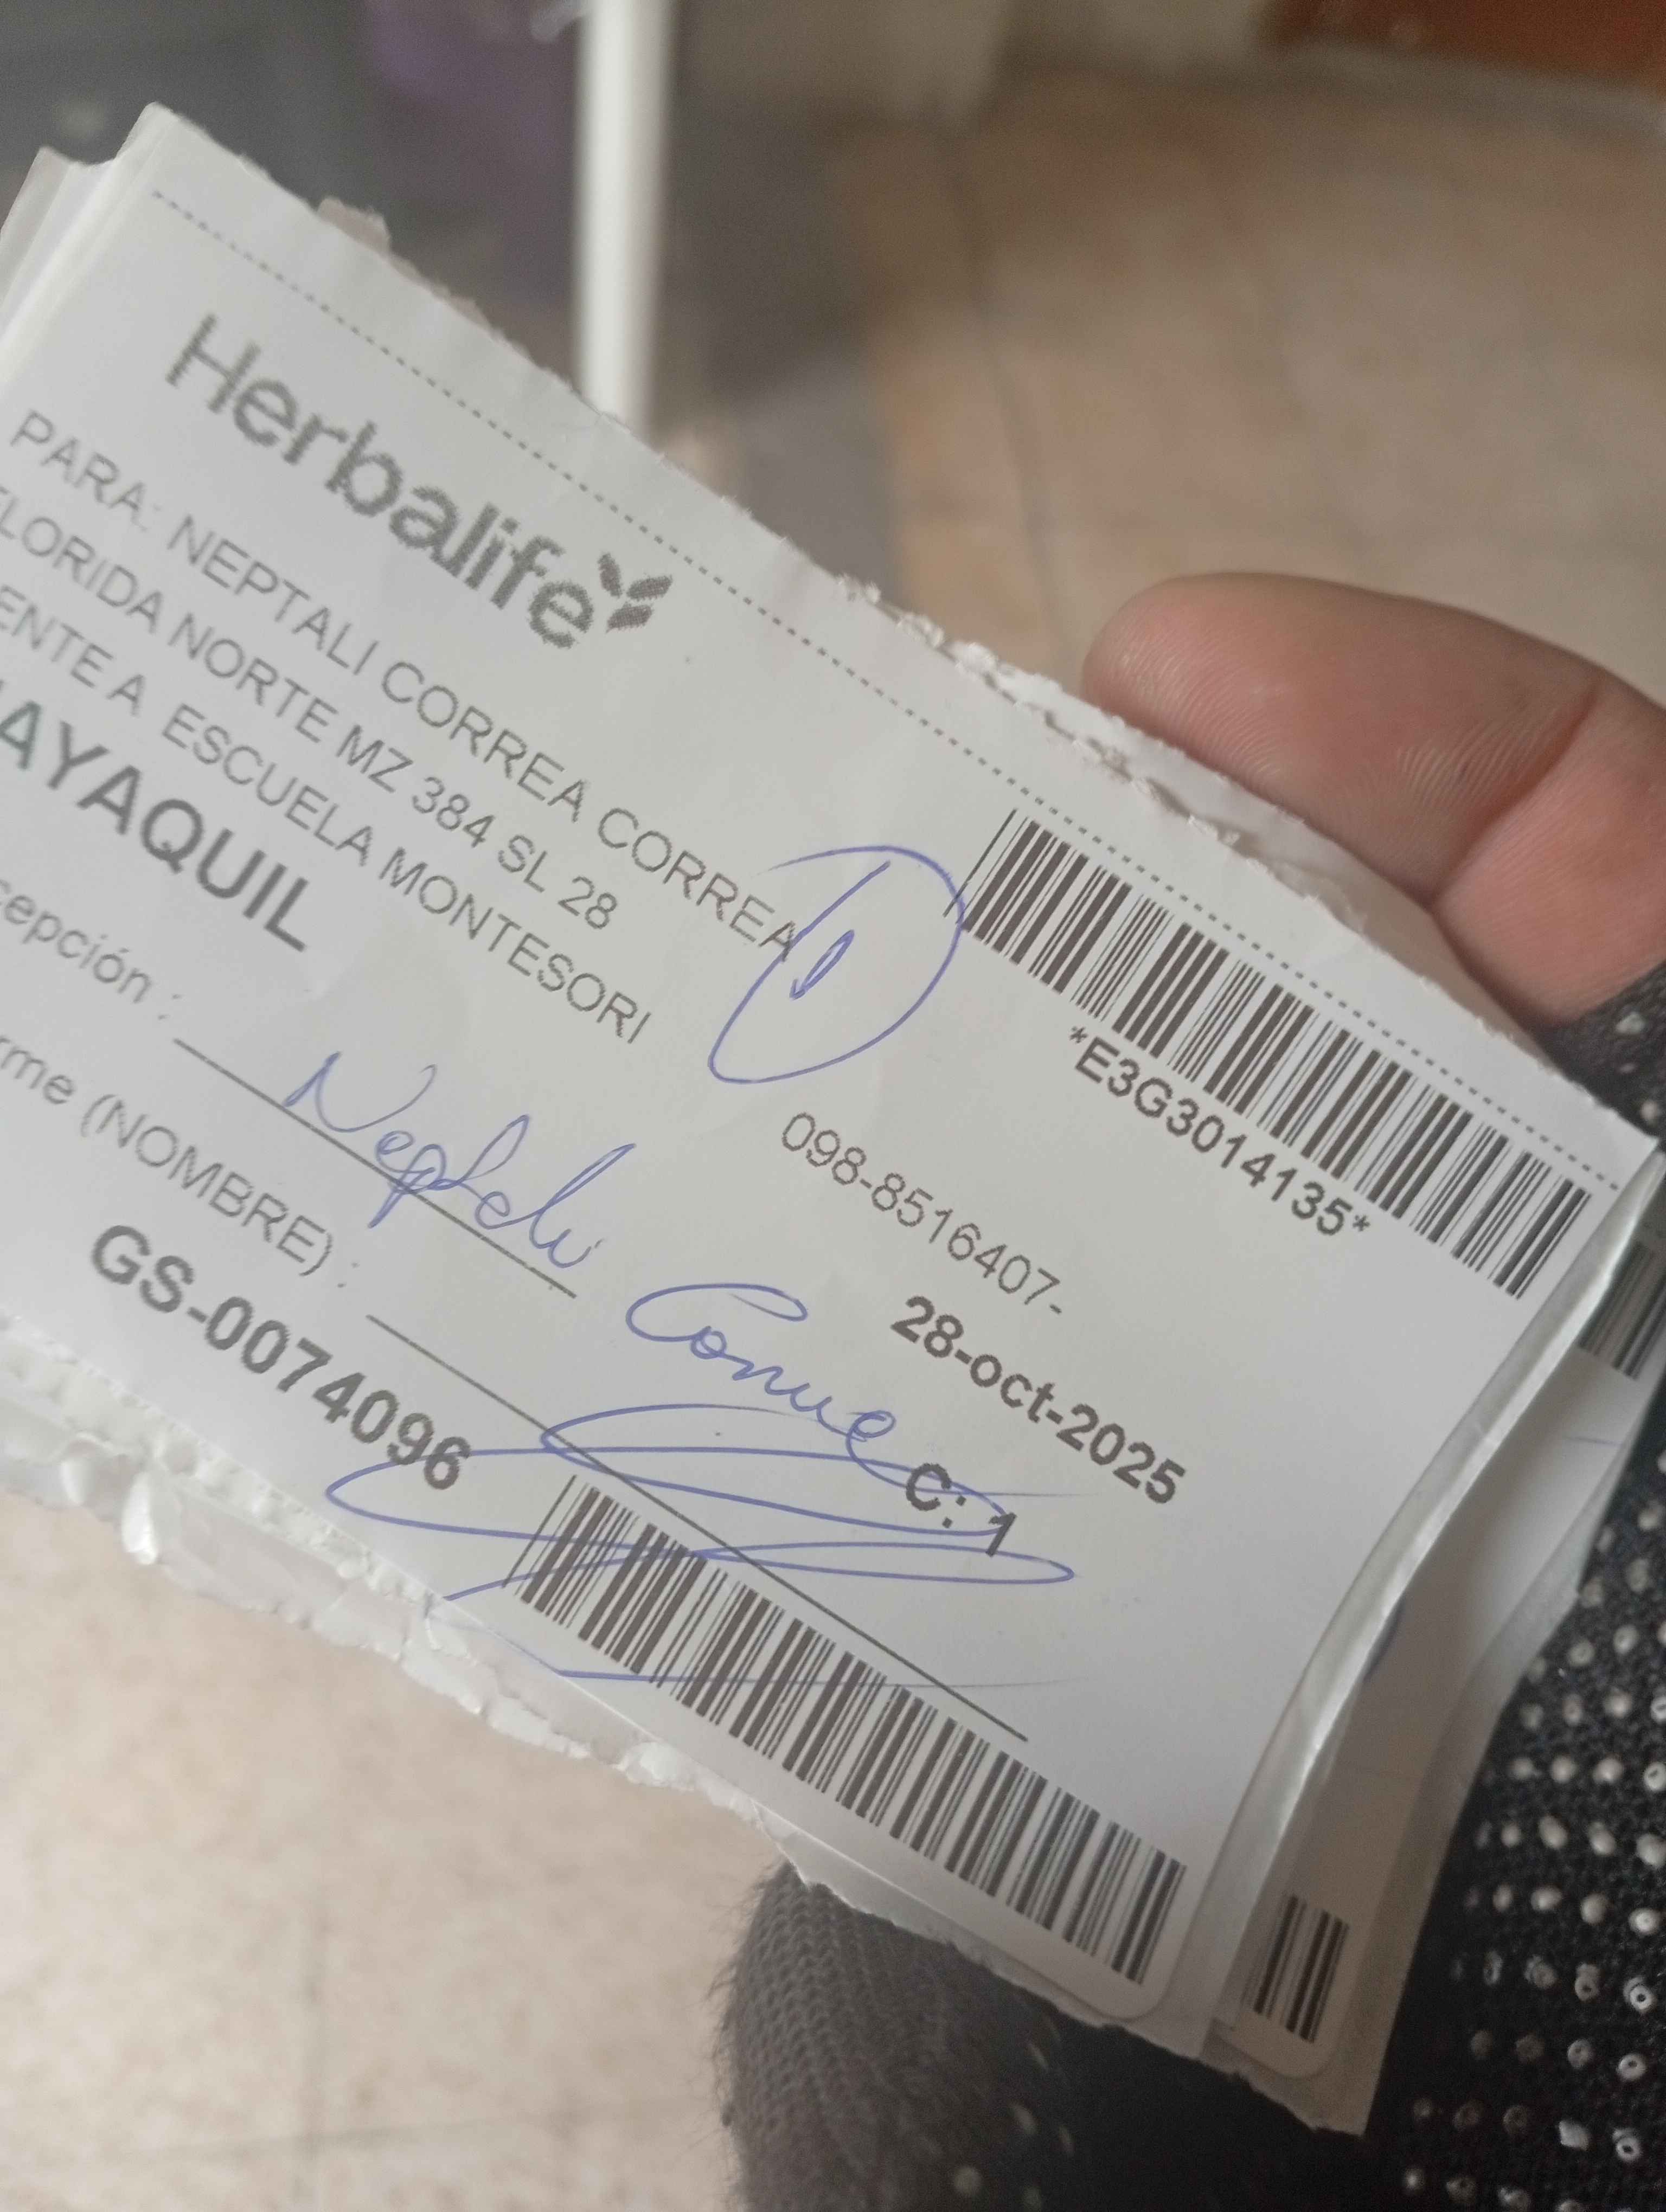 Herbalife
PARA: NEPTALI CORREA CORREA
FLORIDA NORTE MZ 384 SL 28
ENTE A ESCUELA MONTESORI
AYAQUIL
098-8516407-
*E3G3014135*
28-oct-2025
cepción :
Neptali Correa
rme (NOMBRE) :
C: 1
GS-0074096